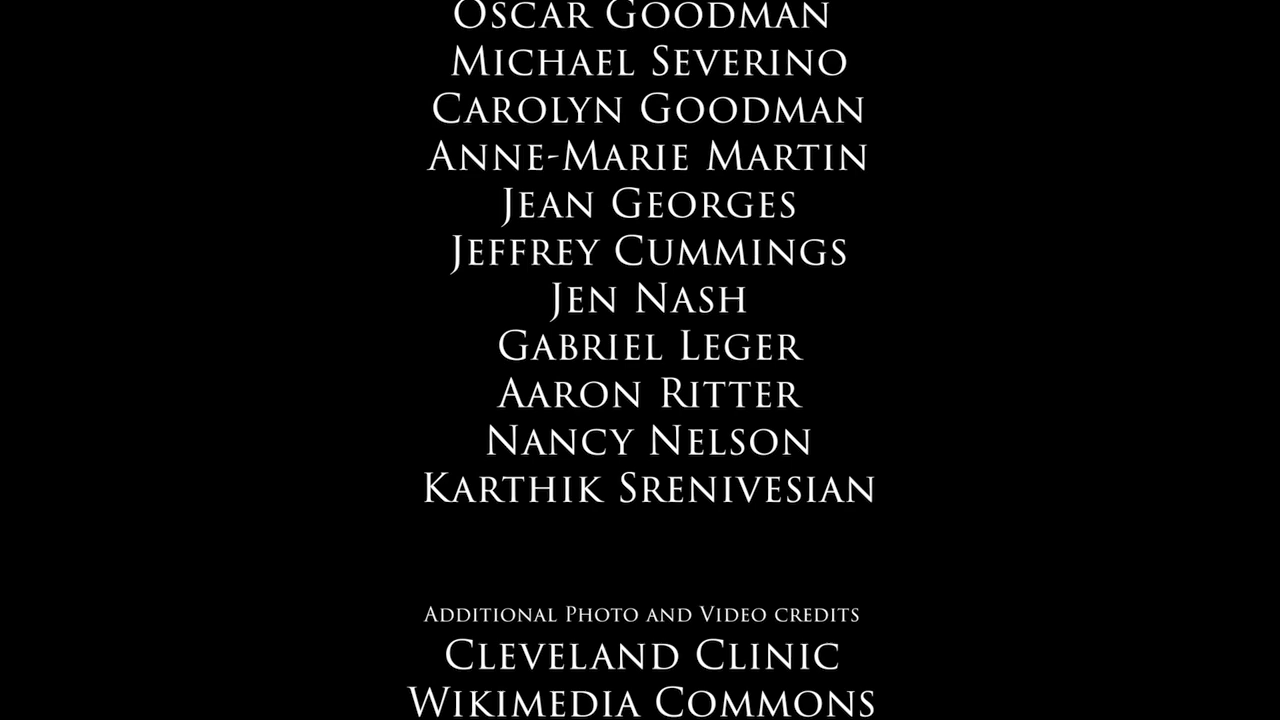 Oscar Goodman
Michael Severino
Carolyn Goodman
Anne-Marie Martin
Jean Georges
Jeffrey Cummings
Jen Nash
Gabriel Leger
Aaron Ritter
Nancy Nelson
Karthik Srenivesian
Additional Photo and Video credits
Cleveland Clinic
Wikimedia Commons